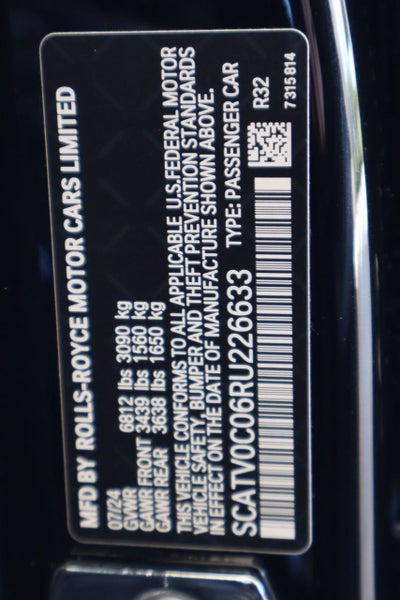 MFD BY ROLLS-ROYCE MOTOR CARS LIMITED
07/24
GVWR 6812 lbs 3090 kg
GAWR FRONT 3439 lbs 1560 kg
GAWR REAR 3638 lbs 1650 kg
THIS VEHICLE CONFORMS TO ALL APPLICABLE U.S. FEDERAL MOTOR
VEHICLE SAFETY, BUMPER AND THEFT PREVENTION STANDARDS
IN EFFECT ON THE DATE OF MANUFACTURE SHOWN ABOVE.
SCATV0C06RU226633 TYPE: PASSENGER CAR
R32
7 315 814